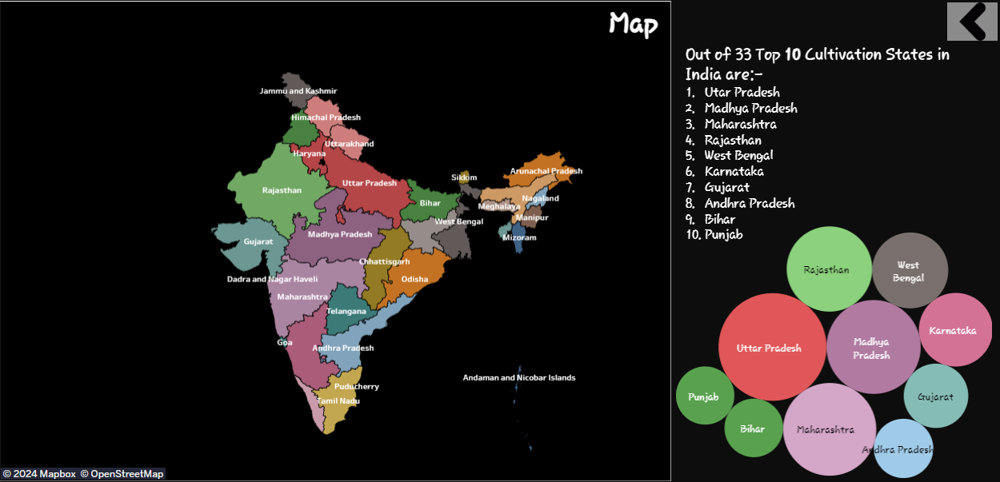 Map
Jammu and Kashmir
Himachal Pradesh
Uttarakhand
Haryana
Arunachal Pradesh
Sikkim
Uttar Pradesh
Rajasthan
Nagaland
Bihar
Meghalaya
Manipur
West Bengal
Madhya Pradesh
Mizoram
Gujarat
Chhattisgarh
Dadra and Nagar Haveli
Odisha
Maharashtra
Telangana
Goa
Andhra Pradesh
Andaman and Nicobar Islands
Puducherry
Tamil Nadu
© 2024 Mapbox © OpenStreetMap
Out of 33 Top 10 Cultivation States in
India are:-
1. Utar Pradesh
2. Madhya Pradesh
3. Maharashtra
4. Rajasthan
5. West Bengal
6. Karnataka
7. Gujarat
8. Andhra Pradesh
9. Bihar
10. Punjab
Rajasthan
West
Bengal
Karnataka
Uttar Pradesh
Madhya
Pradesh
Punjab
Gujarat
Bihar
Maharashtra
Andhra Pradesh